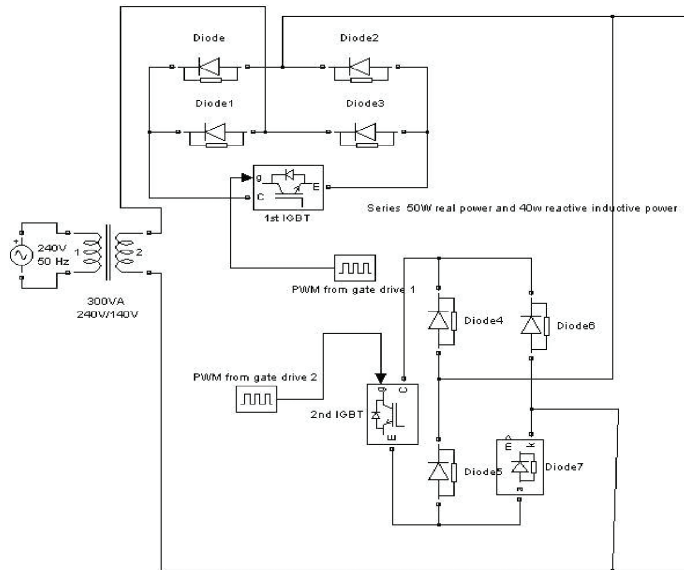 Diode
Diode2
Diode1
Diode3
g
C
E
1st IGBT
Series 50W real power and 40w reactive inductive power
+
240V
50 Hz
1
2
300VA
240V/140V
PWM from gate drive 1
Diode4
Diode6
PWM from gate drive 2
g
C
2nd IGBT
E
Diode5
m
k
a
Diode7